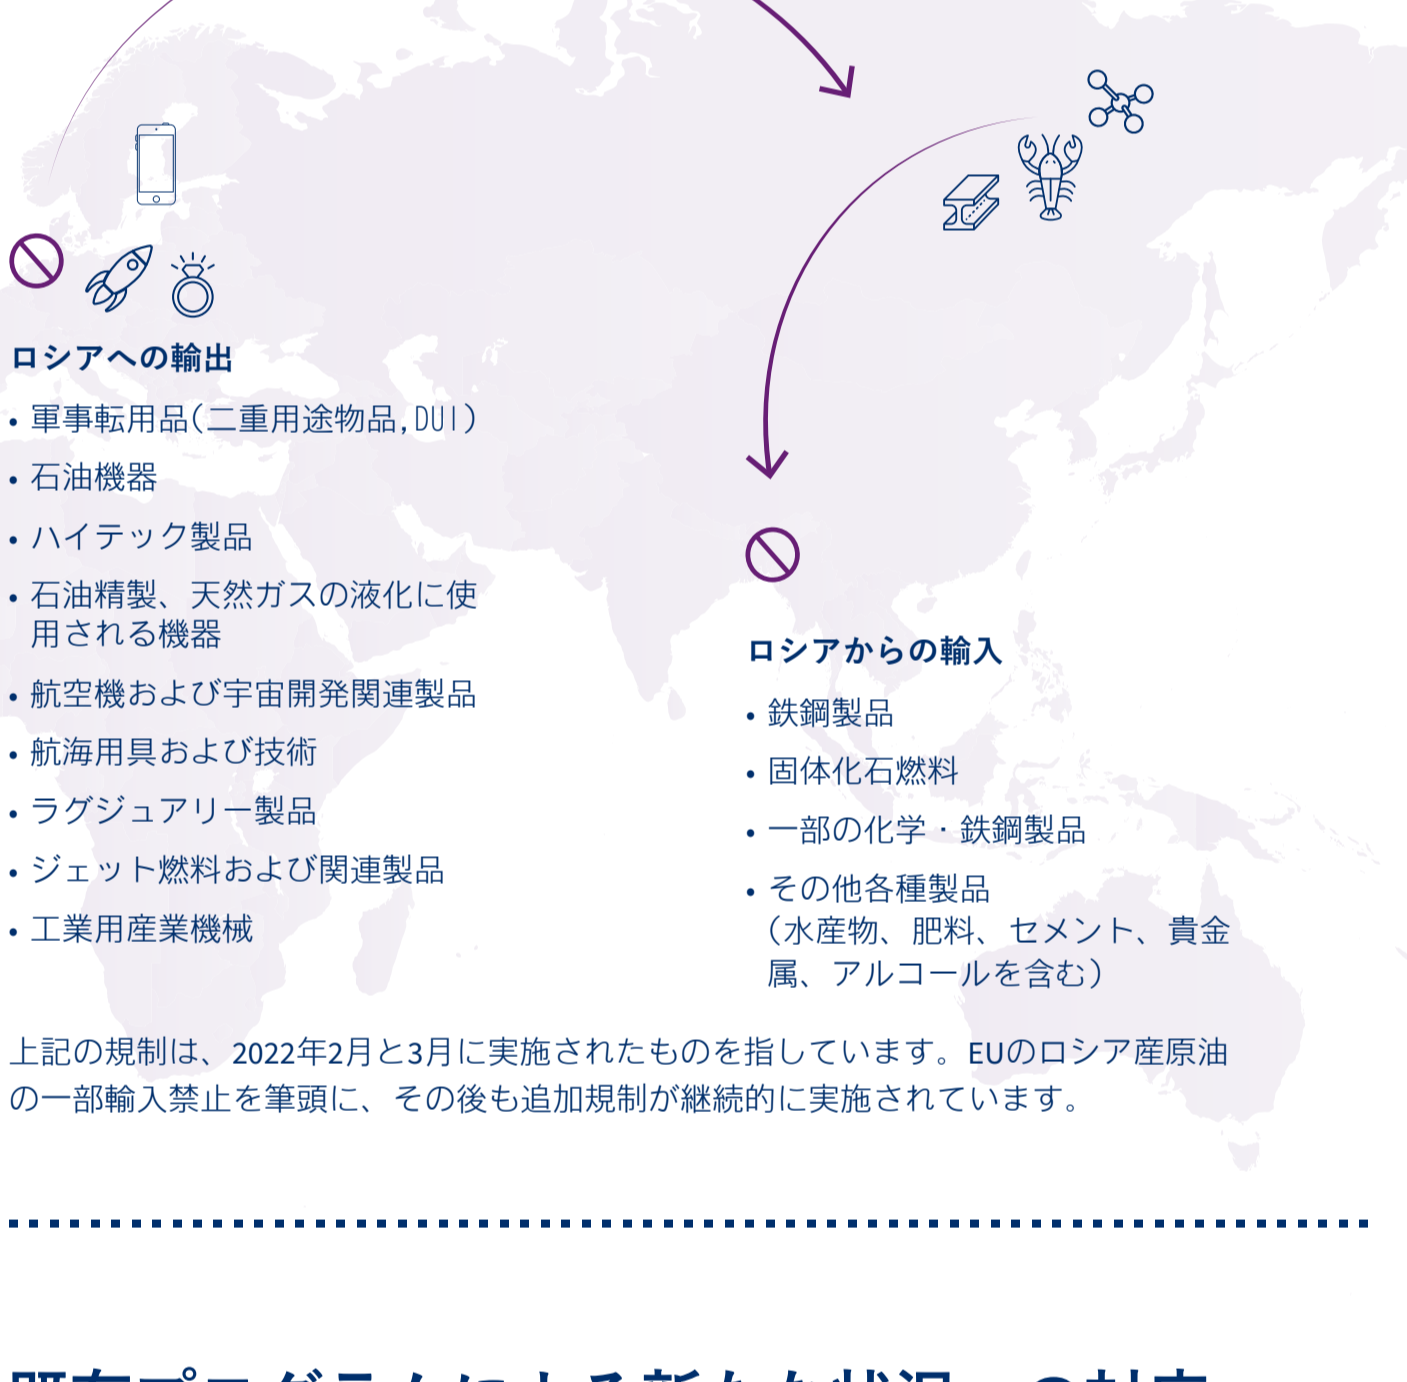 ロシアへの輸出
• 軍事転用品(二重用途物品,DUI)
• 石油機器
• ハイテック製品
• 石油精製、天然ガスの液化に使
用される機器
• 航空機および宇宙開発関連製品
• 航海用具および技術
• ラグジュアリー製品
• ジェット燃料および関連製品
• 工業用産業機械
ロシアからの輸入
• 鉄鋼製品
• 固体化石燃料
• 一部の化学・鉄鋼製品
• その他各種製品
(水産物、肥料、セメント、貴金
属、アルコールを含む)
上記の規制は、2022年2月と3月に実施されたものを指しています。EUのロシア産原油
の一部輸入禁止を筆頭に、その後も追加規制が継続的に実施されています。